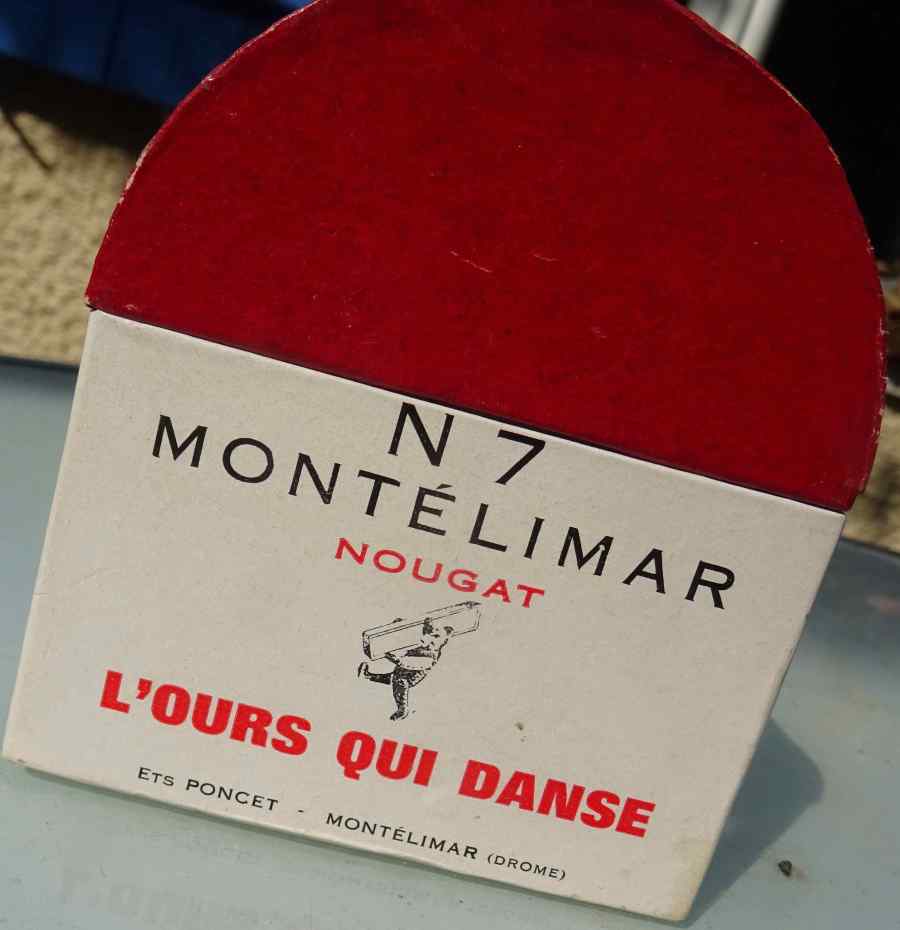 N 7
MONTÉLIMAR
NOUGAT
L'OURS QUI DANSE
ETS PONCET - MONTÉLIMAR (DROME)